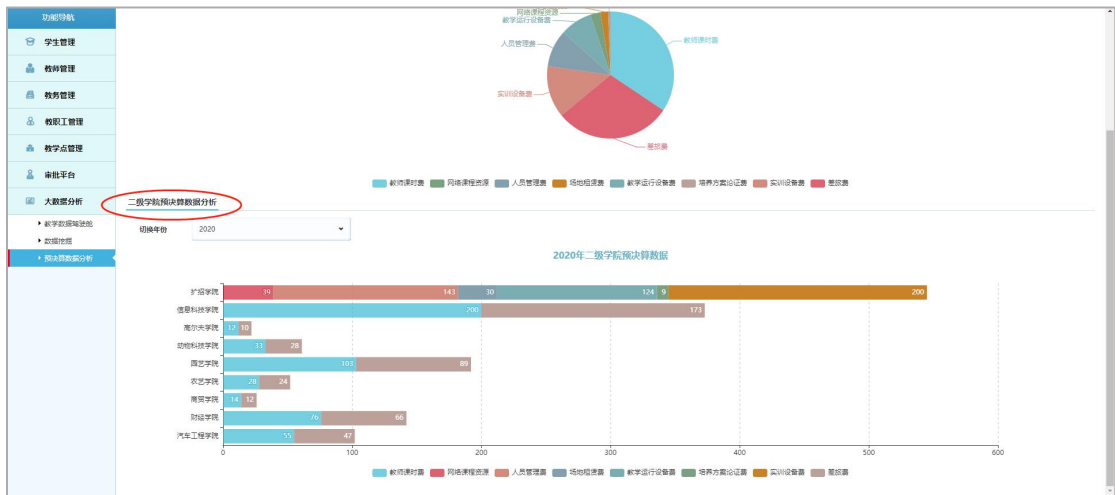 功能导航
学生管理
教师管理
教务管理
教职工管理
教学点管理
审批平台
大数据分析
教学数据驾驶舱
数据挖掘
预决算数据分析
网络课程资源
教学运行设备费
人员管理费
实训设备费
教师课时费
差旅费
教师课时费 网络课程资源 人员管理费 场地租赁费 教学运行设备费 培养方案论证费 实训设备费 差旅费
二级学院预决算数据分析
切换年份 2020
2020年二级学院预决算数据
扩招学院 39 143 30 124 9 200
信息科技学院 200 173
高尔夫学院 12 10
动物科技学院 33 28
园艺学院 103 89
农艺学院 28 24
商贸学院 14 12
财经学院 76 66
汽车工程学院 55 47
0 100 200 300 400 500 600
教师课时费 网络课程资源 人员管理费 场地租赁费 教学运行设备费 培养方案论证费 实训设备费 差旅费